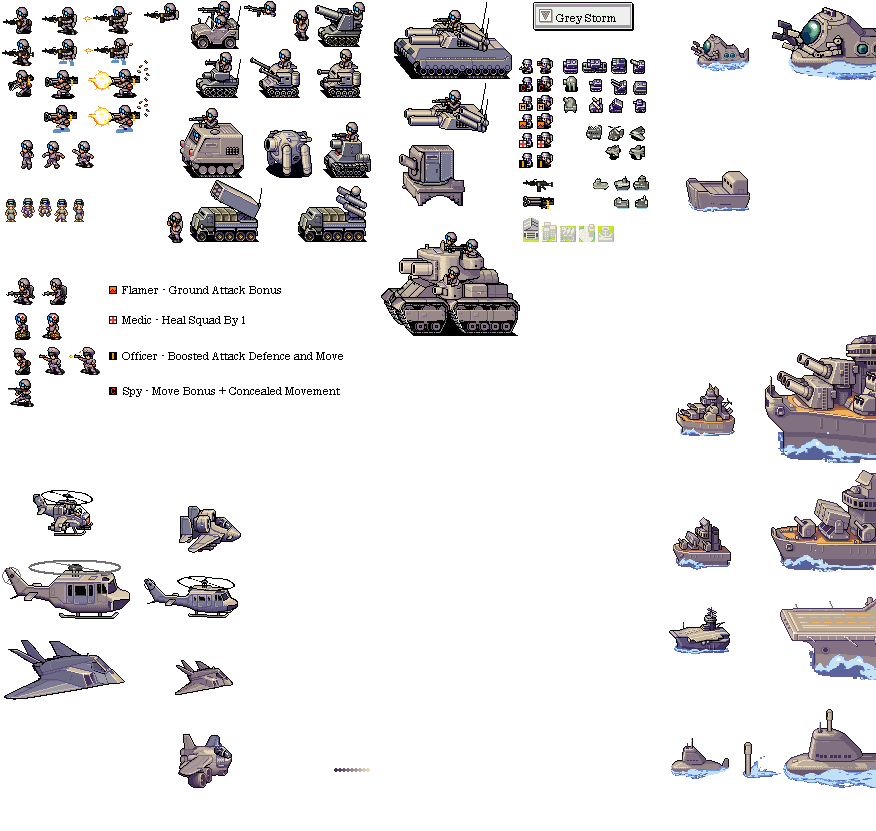 Grey Storm
Flamer - Ground Attack Bonus
Medic - Heal Squad By 1
Officer - Boosted Attack Defence and Move
Spy - Move Bonus + Concealed Movement